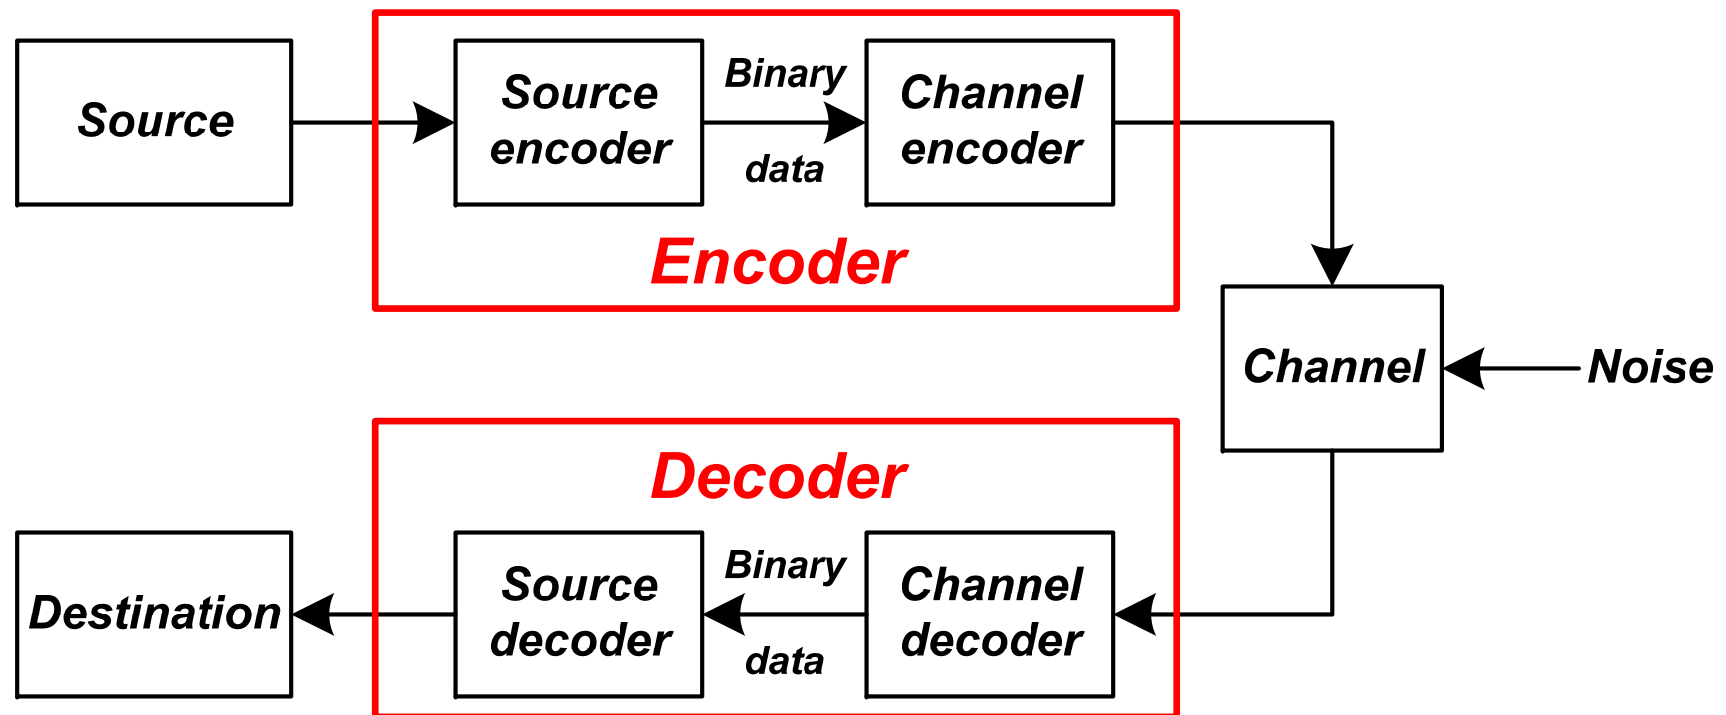 Source
Source
encoder
Binary
data
Channel
encoder
Encoder
Channel
Noise
Decoder
Destination
Source
decoder
Binary
data
Channel
decoder